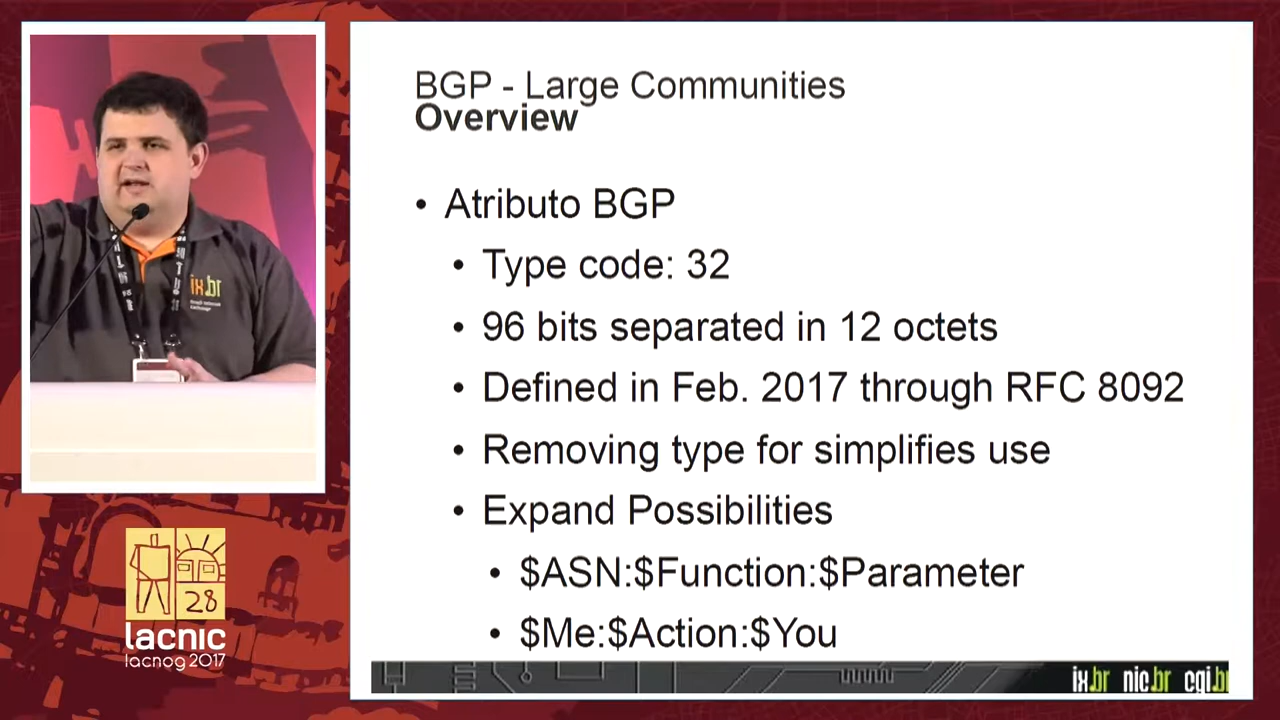 BGP - Large Communities
Overview
• Atributo BGP
• Type code: 32
• 96 bits separated in 12 octets
• Defined in Feb. 2017 through RFC 8092
• Removing type for simplifies use
• Expand Possibilities
• $ASN:$Function:$Parameter
• $Me:$Action:$You
ix.br nic.br cgi.br
ix.br
28
lacnic
lacnog 2017